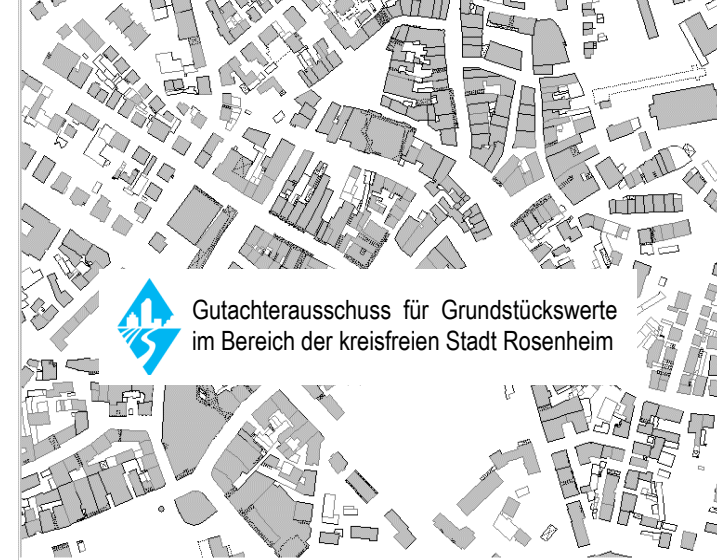 Gutachterausschuss für Grundstückswerte
im Bereich der kreisfreien Stadt Rosenheim